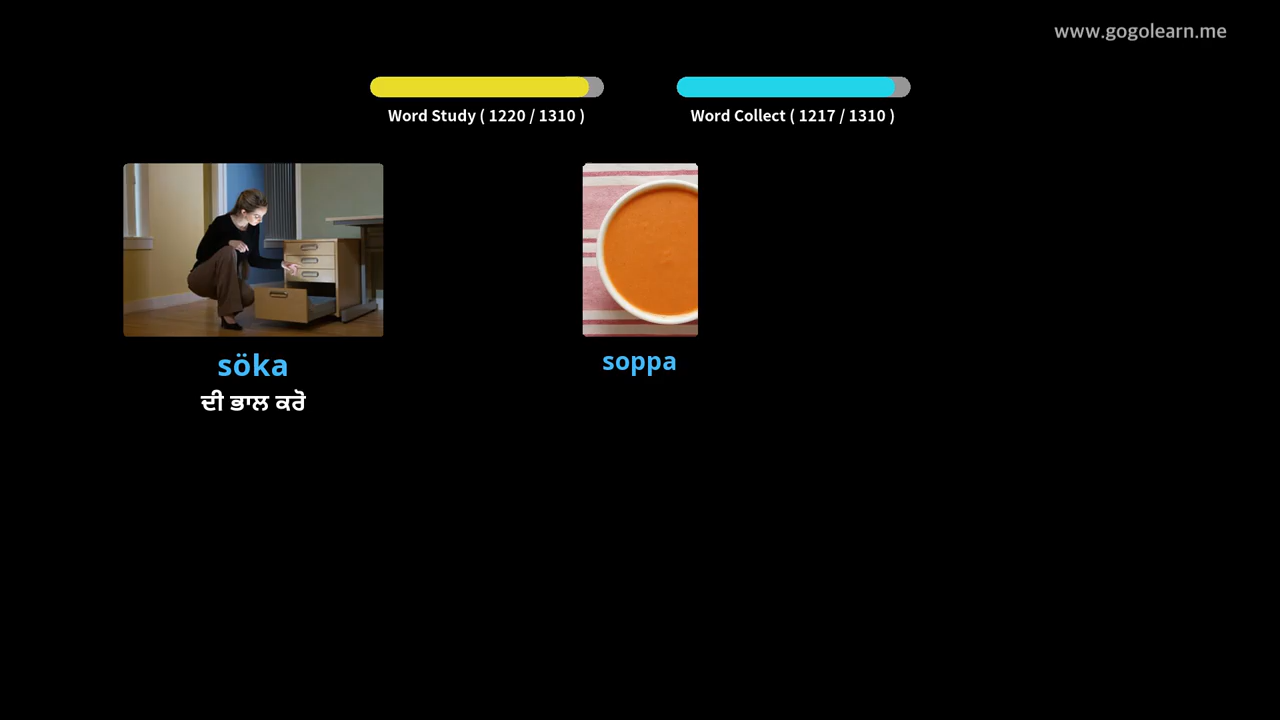 www.gogolearn.me
Word Study ( 1220 / 1310 )
Word Collect ( 1217 / 1310 )
söka
ਦੀ ਭਾਲ ਕਰੋ
soppa